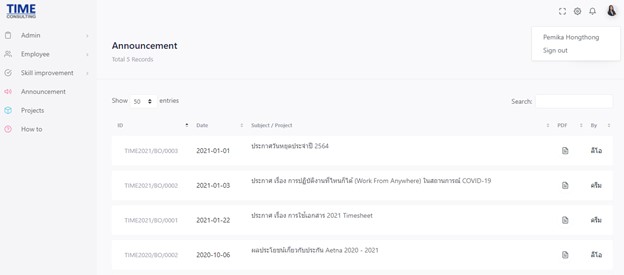 TIME
CONSULTING
Admin
Employee
Skill improvement
Announcement
Projects
How to
Pemika Hongthong
Sign out
Announcement
Total 5 Records
Show 50 entries
Search:
ID Date Subject / Project PDF By
TIME2021/BO/0003 2021-01-01 ประกาศวันหยุดประจำปี 2564 ลีโอ
TIME2021/BO/0002 2021-01-03 ประกาศ เรื่อง การปฏิบัติงานที่ไหนก็ได้ (Work From Anywhere) ในสถานการณ์ COVID-19 ครีม
TIME2021/BO/0001 2021-01-22 ประกาศ เรื่อง การใช้เอกสาร 2021 Timesheet ครีม
TIME2020/BO/0002 2020-10-06 ผลประโยชน์เกี่ยวกับประกัน Aetna 2020 - 2021 ลีโอ